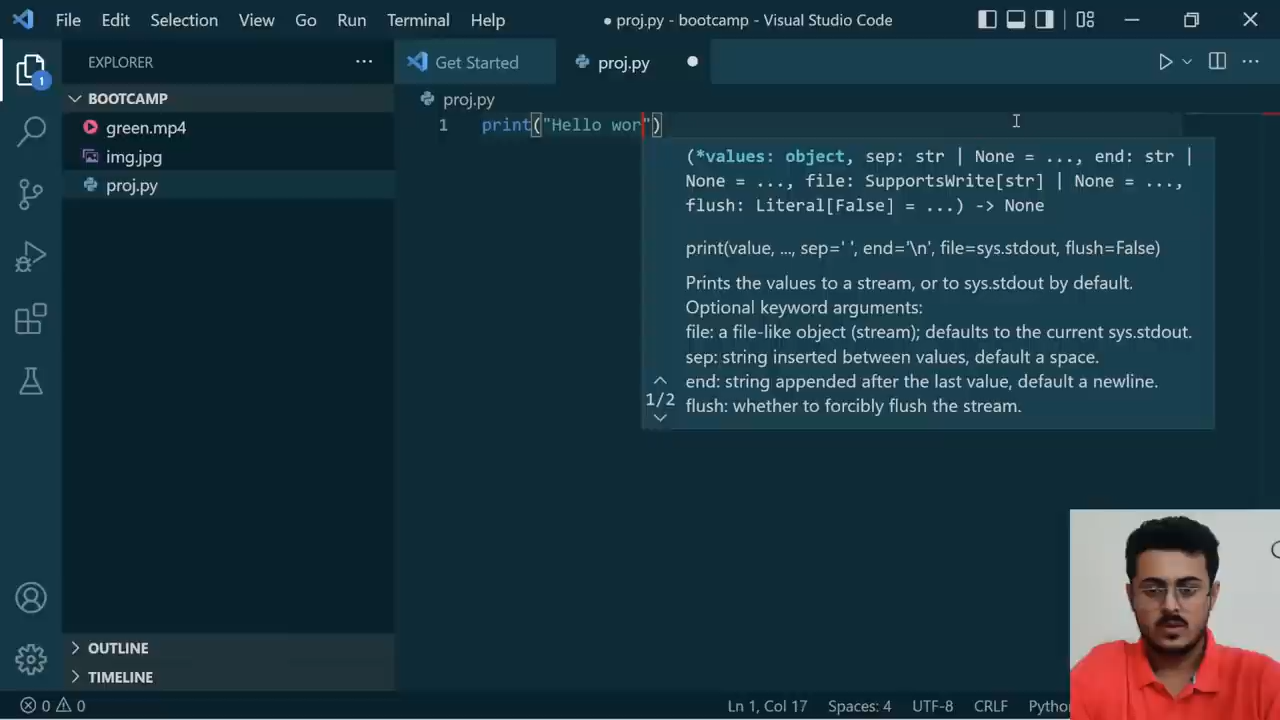 File Edit Selection View Go Run Terminal Help ● proj.py - bootcamp - Visual Studio Code
EXPLORER
Get Started
proj.py
1
BOOTCAMP
green.mp4
img.jpg
proj.py
proj.py
1 print("Hello wor")
(*values: object, sep: str | None = ..., end: str |
None = ..., file: SupportsWrite[str] | None = ...,
flush: Literal[False] = ...) -> None
print(value, ..., sep=' ', end='\n', file=sys.stdout, flush=False)
Prints the values to a stream, or to sys.stdout by default.
Optional keyword arguments:
file: a file-like object (stream); defaults to the current sys.stdout.
sep: string inserted between values, default a space.
end: string appended after the last value, default a newline.
1/2
flush: whether to forcibly flush the stream.
OUTLINE
TIMELINE
0 0
Ln 1, Col 17 Spaces: 4 UTF-8 CRLF Python